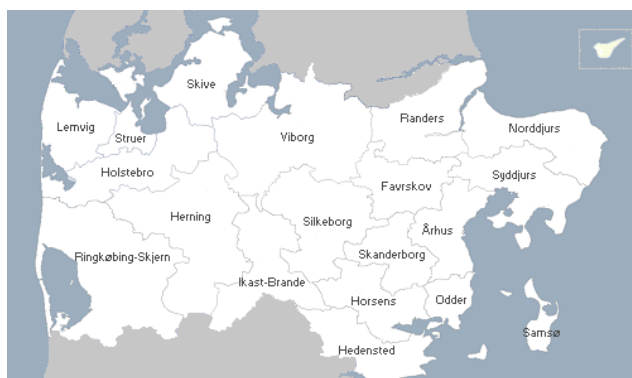 Skive
Lemvig
Struer
Viborg
Randers
Norddjurs
Holstebro
Syddjurs
Favrskov
Herning
Silkeborg
Århus
Skanderborg
Ringkøbing-Skjern
Ikast-Brande
Horsens
Odder
Samsø
Hedensted